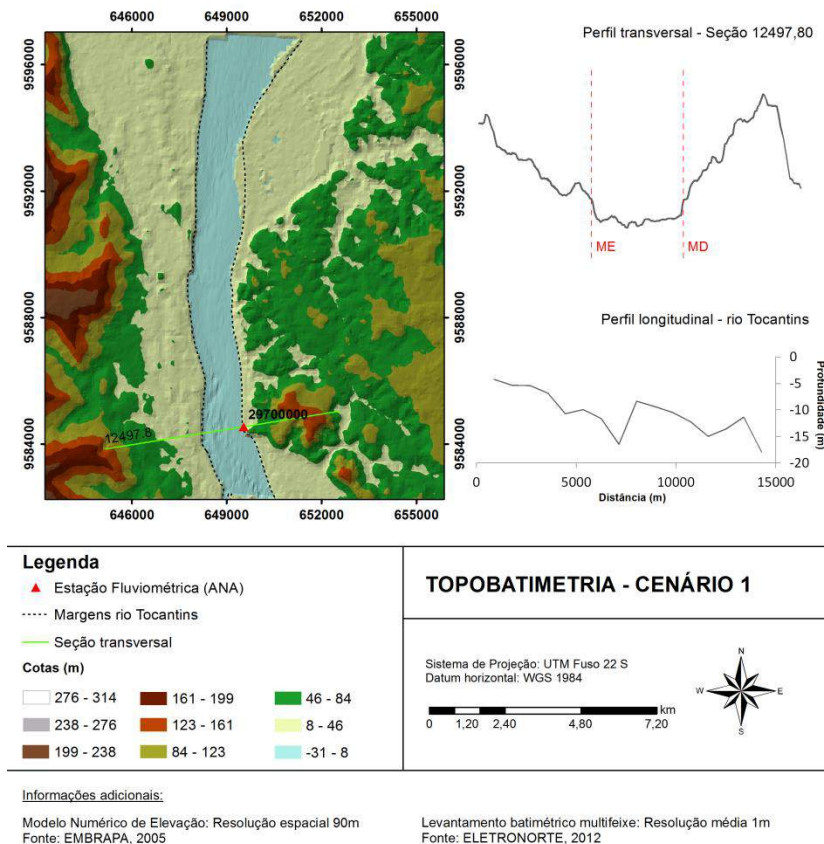 646000 649000 652000 655000
9596000
9592000
9588000
9584000
9596000
9592000
9588000
9584000
12497.8
29700000
646000 649000 652000 655000
Perfil transversal - Seção 12497,80
ME
MD
Perfil longitudinal - rio Tocantins
0
-5
-10
-15
-20
Profundidade (m)
0 5000 10000 15000
Distância (m)
Legenda
Estação Fluviométrica (ANA)
Margens rio Tocantins
Seção transversal
Cotas (m)
276 - 314 161 - 199 46 - 84
238 - 276 123 - 161 8 - 46
199 - 238 84 - 123 -31 - 8
TOPOBATIMETRIA - CENÁRIO 1
Sistema de Projeção: UTM Fuso 22 S
Datum horizontal: WGS 1984
km
0 1,20 2,40 4,80 7,20
N
W E
S
Informações adicionais:
Modelo Numérico de Elevação: Resolução espacial 90m
Fonte: EMBRAPA, 2005
Levantamento batimétrico multifeixe: Resolução média 1m
Fonte: ELETRONORTE, 2012